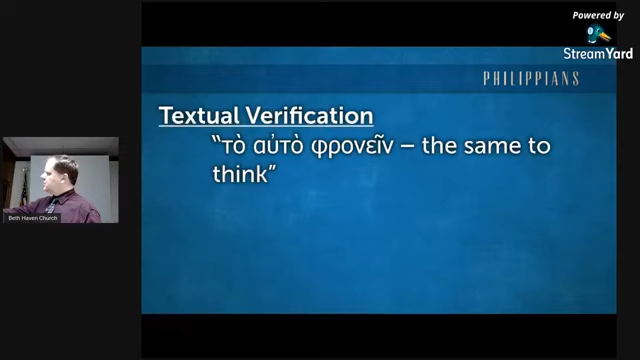 Powered by
StreamYard
PHILIPPIANS
Textual Verification
"τὸ αὐτὸ φρονεῖν – the same to
think"
Beth Haven Church